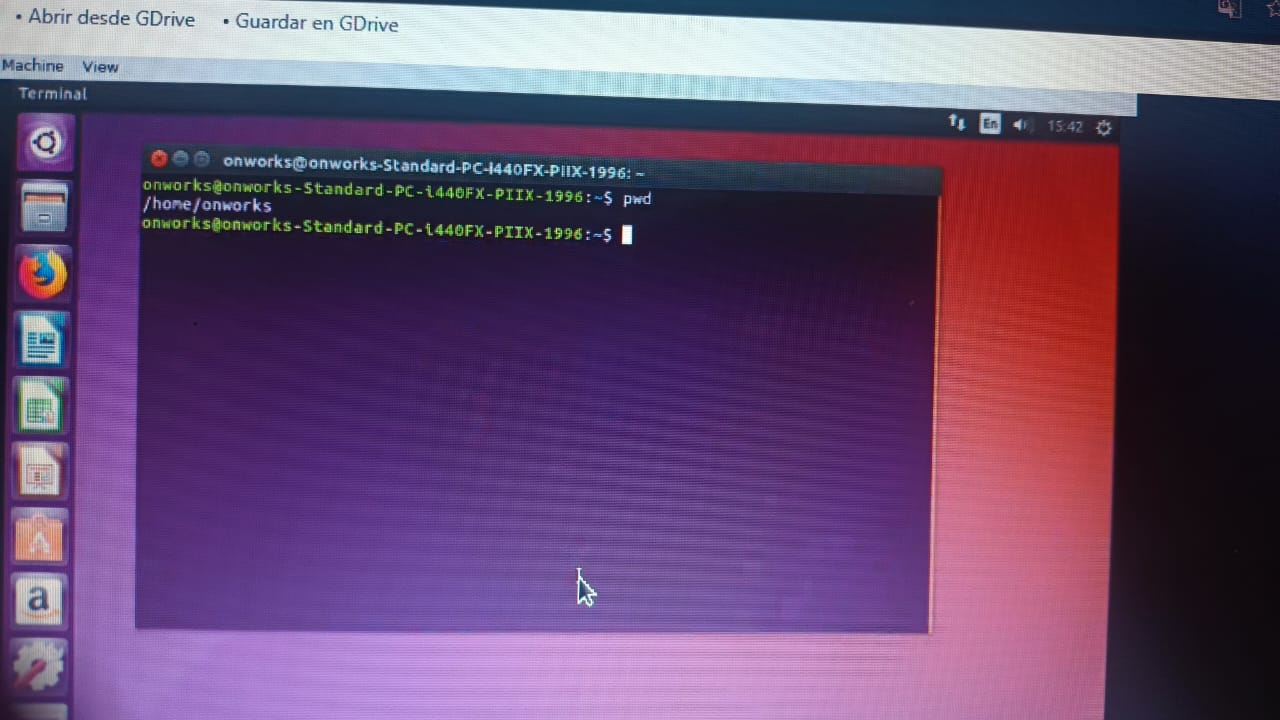 • Abrir desde GDrive • Guardar en GDrive
Machine View
Terminal
En 15:42
onworks@onworks-Standard-PC-i440FX-PIIX-1996: ~
onworks@onworks-Standard-PC-i440FX-PIIX-1996:~$ pwd
/home/onworks
onworks@onworks-Standard-PC-i440FX-PIIX-1996:~$
a